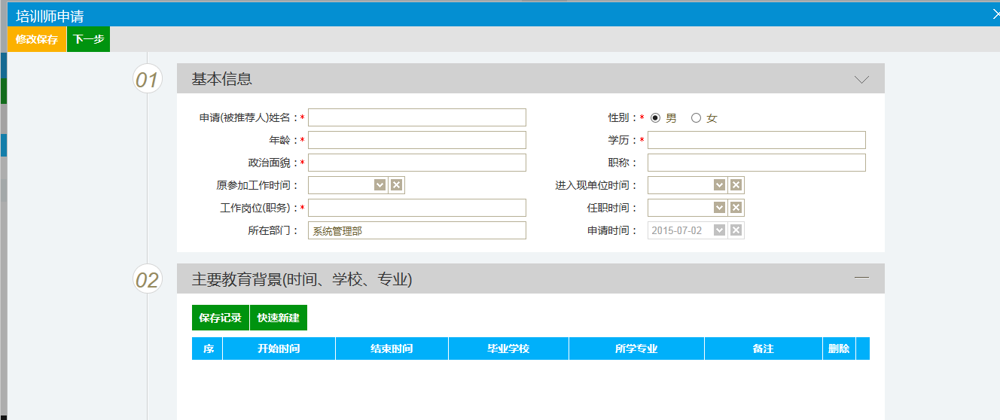 培训师申请
修改保存 下一步
01 基本信息
申请(被推荐人)姓名：* 性别：* 男 女
年龄：* 学历：*
政治面貌：* 职称：
原参加工作时间： 进入现单位时间：
工作岗位(职务)：* 任职时间：
所在部门： 系统管理部 申请时间： 2015-07-02
02 主要教育背景(时间、学校、专业)
保存记录 快速新建
序 开始时间 结束时间 毕业学校 所学专业 备注 删除